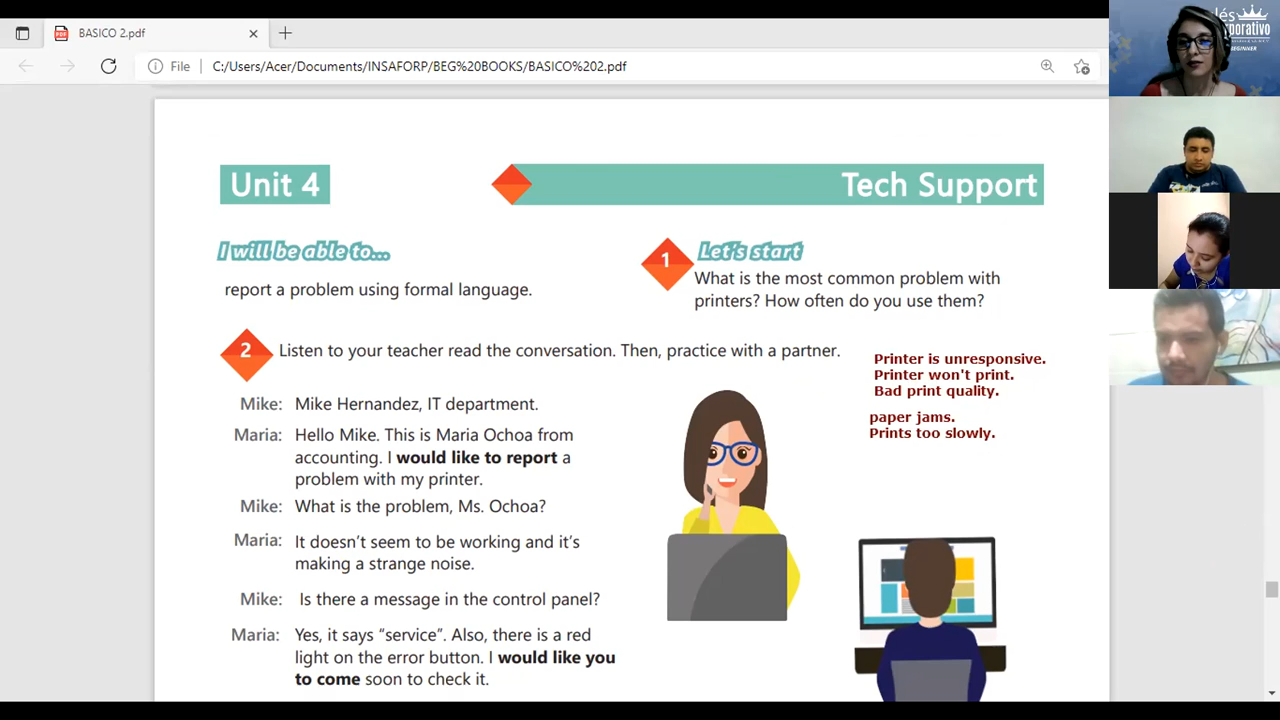 BASICO 2.pdf
File
C:/Users/Acer/Documents/INSAFORP/BEG%20BOOKS/BASICO%202.pdf
Unit 4
Tech Support
I will be able to...
report a problem using formal language.
1
Let's start
What is the most common problem with
printers? How often do you use them?
2
Listen to your teacher read the conversation. Then, practice with a partner.
Printer is unresponsive.
Printer won't print.
Bad print quality.
paper jams.
Prints too slowly.
Mike: Mike Hernandez, IT department.
Maria: Hello Mike. This is Maria Ochoa from
accounting. I would like to report a
problem with my printer.
Mike: What is the problem, Ms. Ochoa?
Maria: It doesn't seem to be working and it's
making a strange noise.
Mike: Is there a message in the control panel?
Maria: Yes, it says “service”. Also, there is a red
light on the error button. I would like you
to come soon to check it.
BEGINNER